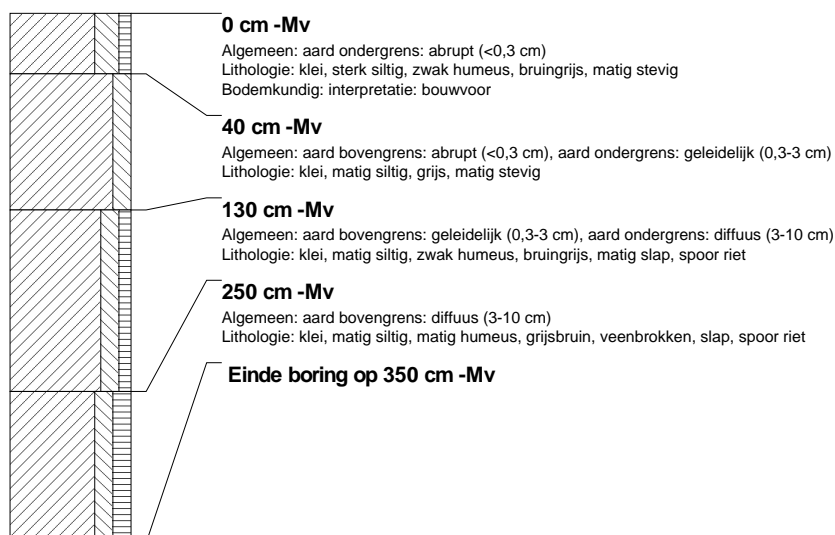 0 cm -Mv
Algemeen: aard ondergrens: abrupt (<0,3 cm)
Lithologie: klei, sterk siltig, zwak humeus, bruingrijs, matig stevig
Bodemkundig: interpretatie: bouwvoor
40 cm -Mv
Algemeen: aard bovengrens: abrupt (<0,3 cm), aard ondergrens: geleidelijk (0,3-3 cm)
Lithologie: klei, matig siltig, grijs, matig stevig
130 cm -Mv
Algemeen: aard bovengrens: geleidelijk (0,3-3 cm), aard ondergrens: diffuus (3-10 cm)
Lithologie: klei, matig siltig, zwak humeus, bruingrijs, matig slap, spoor riet
250 cm -Mv
Algemeen: aard bovengrens: diffuus (3-10 cm)
Lithologie: klei, matig siltig, matig humeus, grijsbruin, veenbrokken, slap, spoor riet
Einde boring op 350 cm -Mv